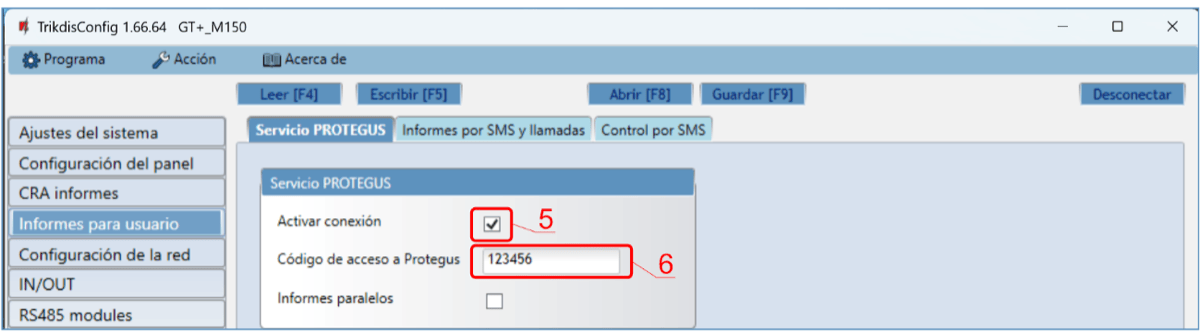 TrikdisConfig 1.66.64 GT+_M150
Programa Acción Acerca de
Leer [F4] Escribir [F5] Abrir [F8] Guardar [F9] Desconectar
Ajustes del sistema
Configuración del panel
CRA informes
Informes para usuario
Configuración de la red
IN/OUT
RS485 modules
Servicio PROTEGUS Informes por SMS y llamadas Control por SMS
Servicio PROTEGUS
Activar conexión 5
Código de acceso a Protegus 123456 6
Informes paralelos